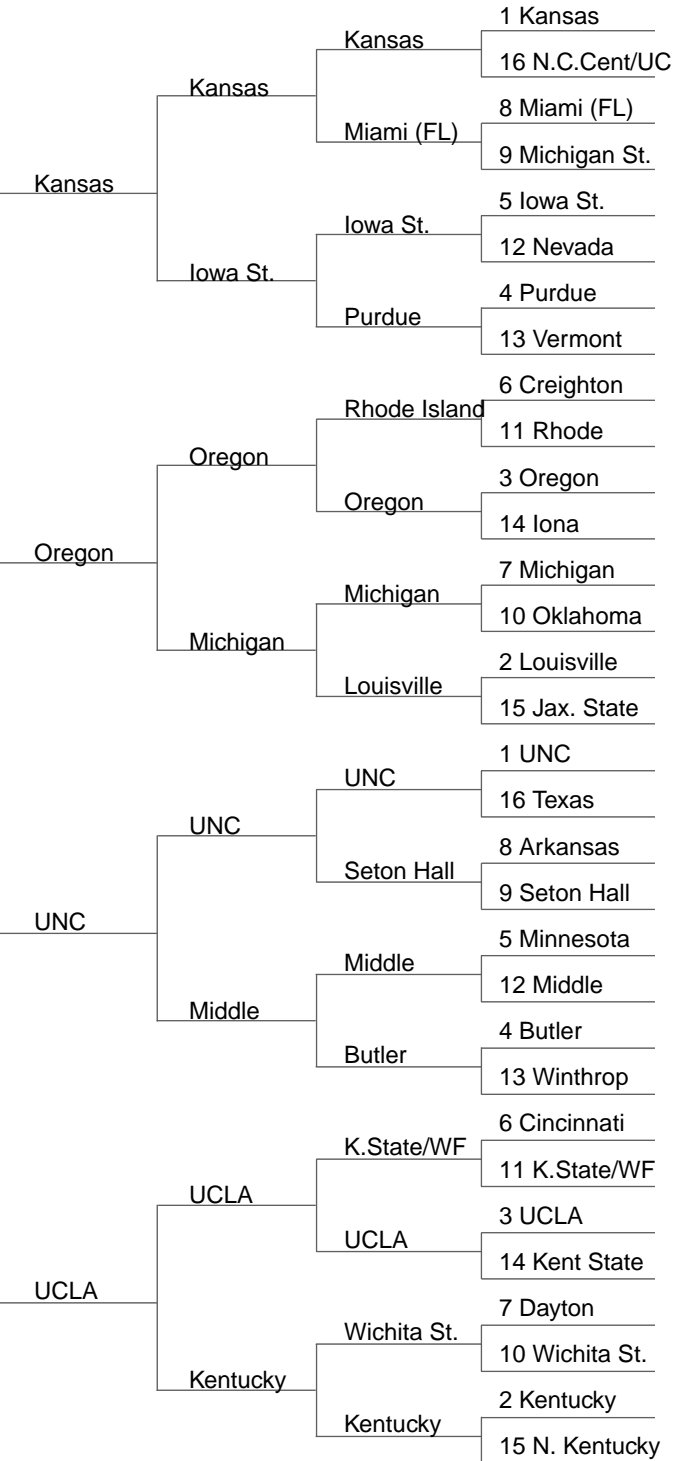 1 Kansas
Kansas
16 N.C.Cent/UC
Kansas
8 Miami (FL)
Miami (FL)
9 Michigan St.
Kansas
5 Iowa St.
Iowa St.
12 Nevada
Iowa St.
4 Purdue
Purdue
13 Vermont
6 Creighton
Rhode Island
11 Rhode
Oregon
3 Oregon
Oregon
14 Iona
Oregon
7 Michigan
Michigan
10 Oklahoma
Michigan
2 Louisville
Louisville
15 Jax. State
1 UNC
UNC
16 Texas
UNC
8 Arkansas
Seton Hall
9 Seton Hall
UNC
5 Minnesota
Middle
12 Middle
Middle
4 Butler
Butler
13 Winthrop
6 Cincinnati
K.State/WF
11 K.State/WF
UCLA
3 UCLA
UCLA
14 Kent State
UCLA
7 Dayton
Wichita St.
10 Wichita St.
Kentucky
2 Kentucky
Kentucky
15 N. Kentucky